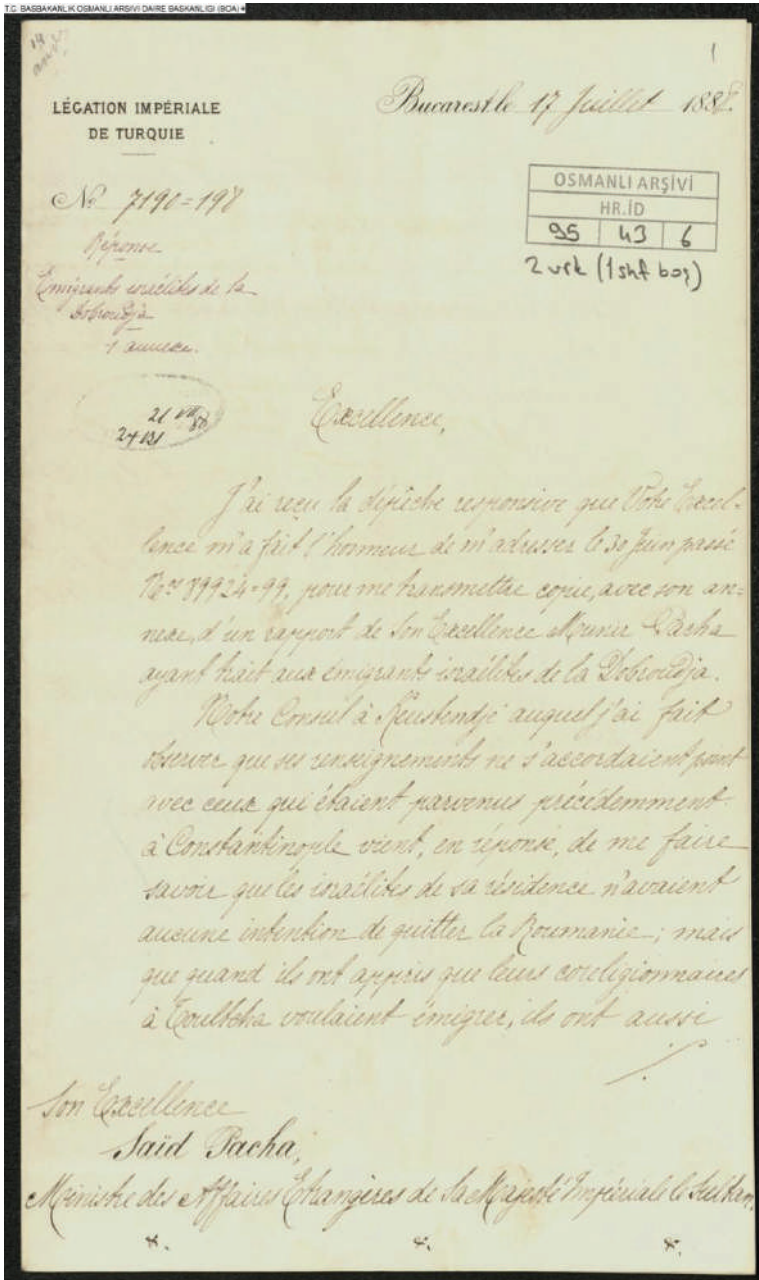 T.C. BASBAKANLIK OSMANLI ARSIVI DAIRE BASKANLIGI (BOA)
14
1
LÉGATION IMPÉRIALE
DE TURQUIE
Bucarest, le 17 Juillet 188
OSMANLI ARŞİVİ
HR.İD
95 43 6
2 vrk (1 shf boş)
No 7190=198
Réponse
Emigrants israélites de la
Dobroudja
1 annexe.
21 VII 88
Excellence,
J'ai reçu la dépêche responsive que Votre Excel-
lence m'a fait l'honneur de m'adresser le 30 Juin passé
Nos 89924=99, pour me transmettre copie, avec son an-
nexe, d'un rapport de Son Excellence Munir Pacha
ayant trait aux émigrants israélites de la Dobroudja.
Notre Consul à Keustendjé auquel j'ai fait
observer que ses renseignements ne s'accordaient point
avec ceux qui étaient parvenus précédemment
à Constantinople vient, en réponse, de me faire
savoir que les israélites de sa résidence n'avaient
aucune intention de quitter la Roumanie; mais
que quand ils ont appris que leurs coreligionnaires
à Toultcha voulaient émigrer, ils ont aussi
Son Excellence
Saïd Pacha,
Ministre des Affaires Etrangères de Sa Majesté Impériale le Sultan,
&. &. &.